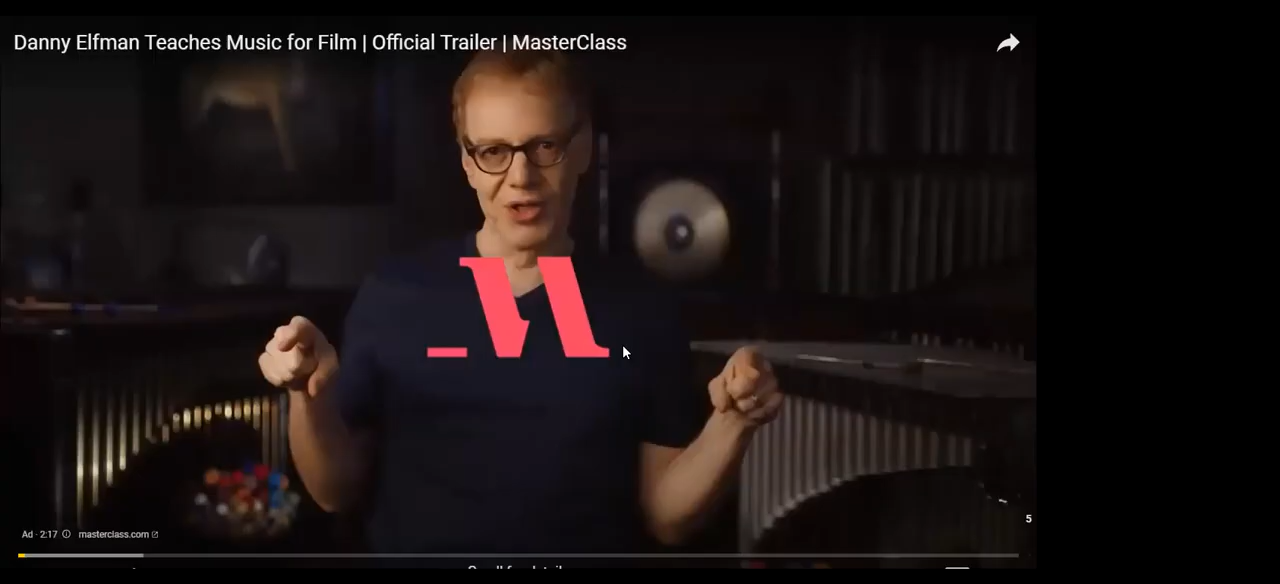 Danny Elfman Teaches Music for Film | Official Trailer | MasterClass
5
Ad · 2:17 masterclass.com